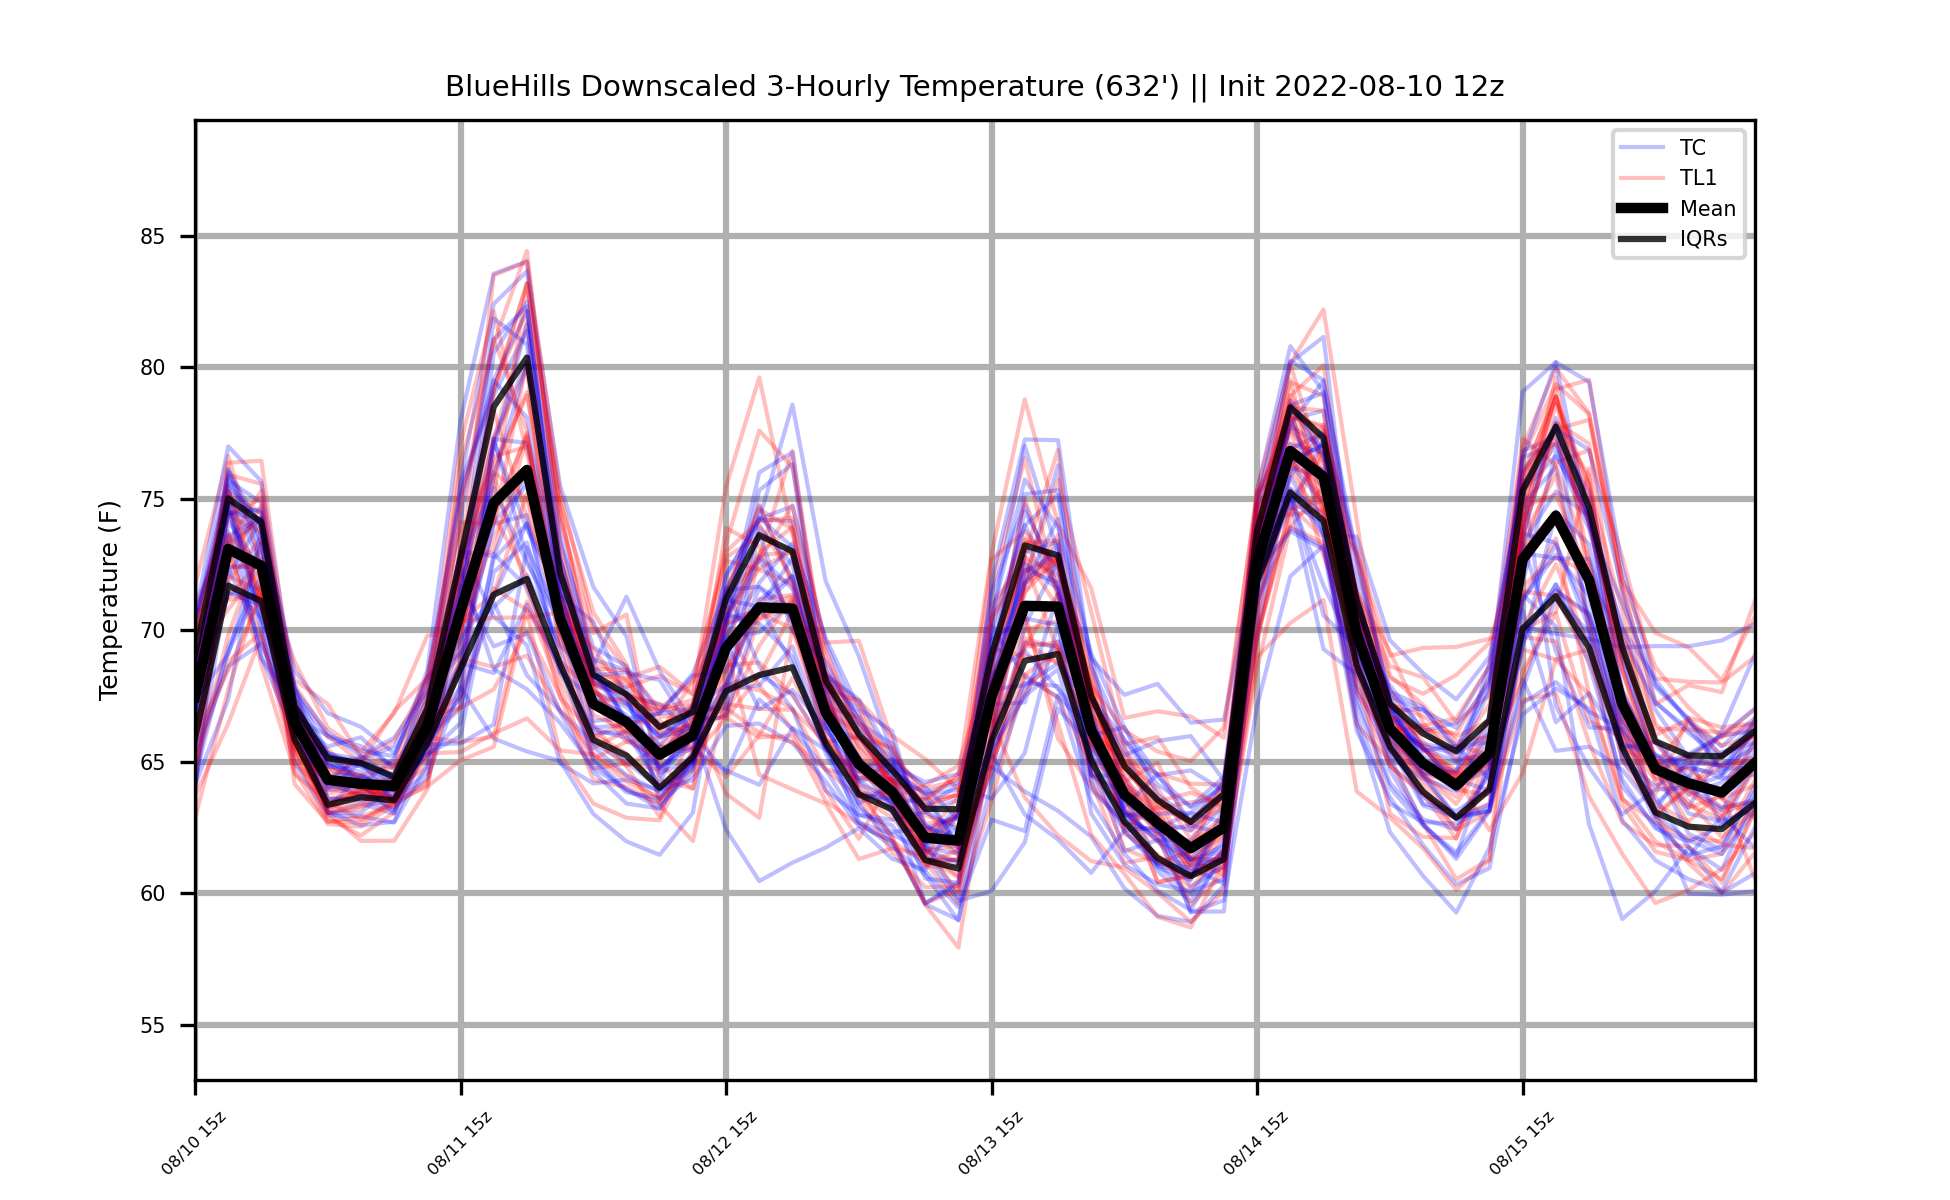 BlueHills Downscaled 3-Hourly Temperature (632') || Init 2022-08-10 12z
TC
TL1
Mean
IQRs
Temperature (F)
85
80
75
70
65
60
55
08/10 15z
08/11 15z
08/12 15z
08/13 15z
08/14 15z
08/15 15z